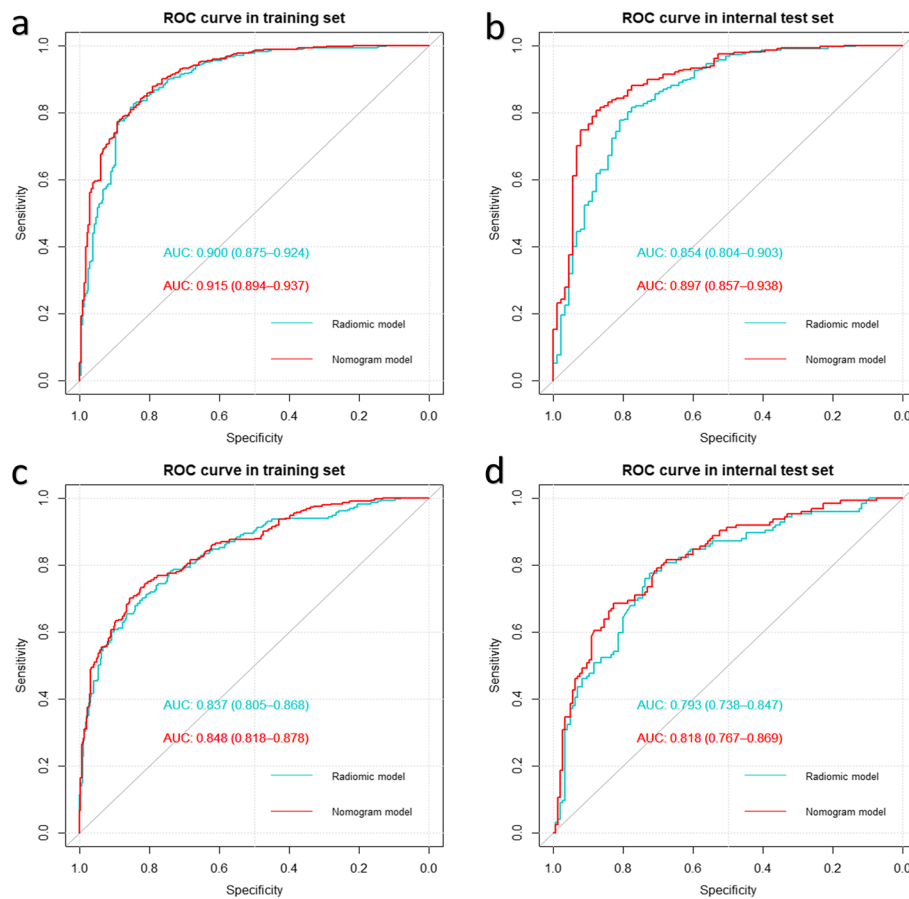 a
ROC curve in training set
1.0
0.8
0.6
0.4
0.2
0.0
Sensitivity
AUC: 0.900 (0.875–0.924)
AUC: 0.915 (0.894–0.937)
Radiomic model
Nomogram model
1.0 0.8 0.6 0.4 0.2 0.0
Specificity
b
ROC curve in internal test set
1.0
0.8
0.6
0.4
0.2
0.0
Sensitivity
AUC: 0.854 (0.804–0.903)
AUC: 0.897 (0.857–0.938)
Radiomic model
Nomogram model
1.0 0.8 0.6 0.4 0.2 0.0
Specificity
c
ROC curve in training set
1.0
0.8
0.6
0.4
0.2
0.0
Sensitivity
AUC: 0.837 (0.805–0.868)
AUC: 0.848 (0.818–0.878)
Radiomic model
Nomogram model
1.0 0.8 0.6 0.4 0.2 0.0
Specificity
d
ROC curve in internal test set
1.0
0.8
0.6
0.4
0.2
0.0
Sensitivity
AUC: 0.793 (0.738–0.847)
AUC: 0.818 (0.767–0.869)
Radiomic model
Nomogram model
1.0 0.8 0.6 0.4 0.2 0.0
Specificity